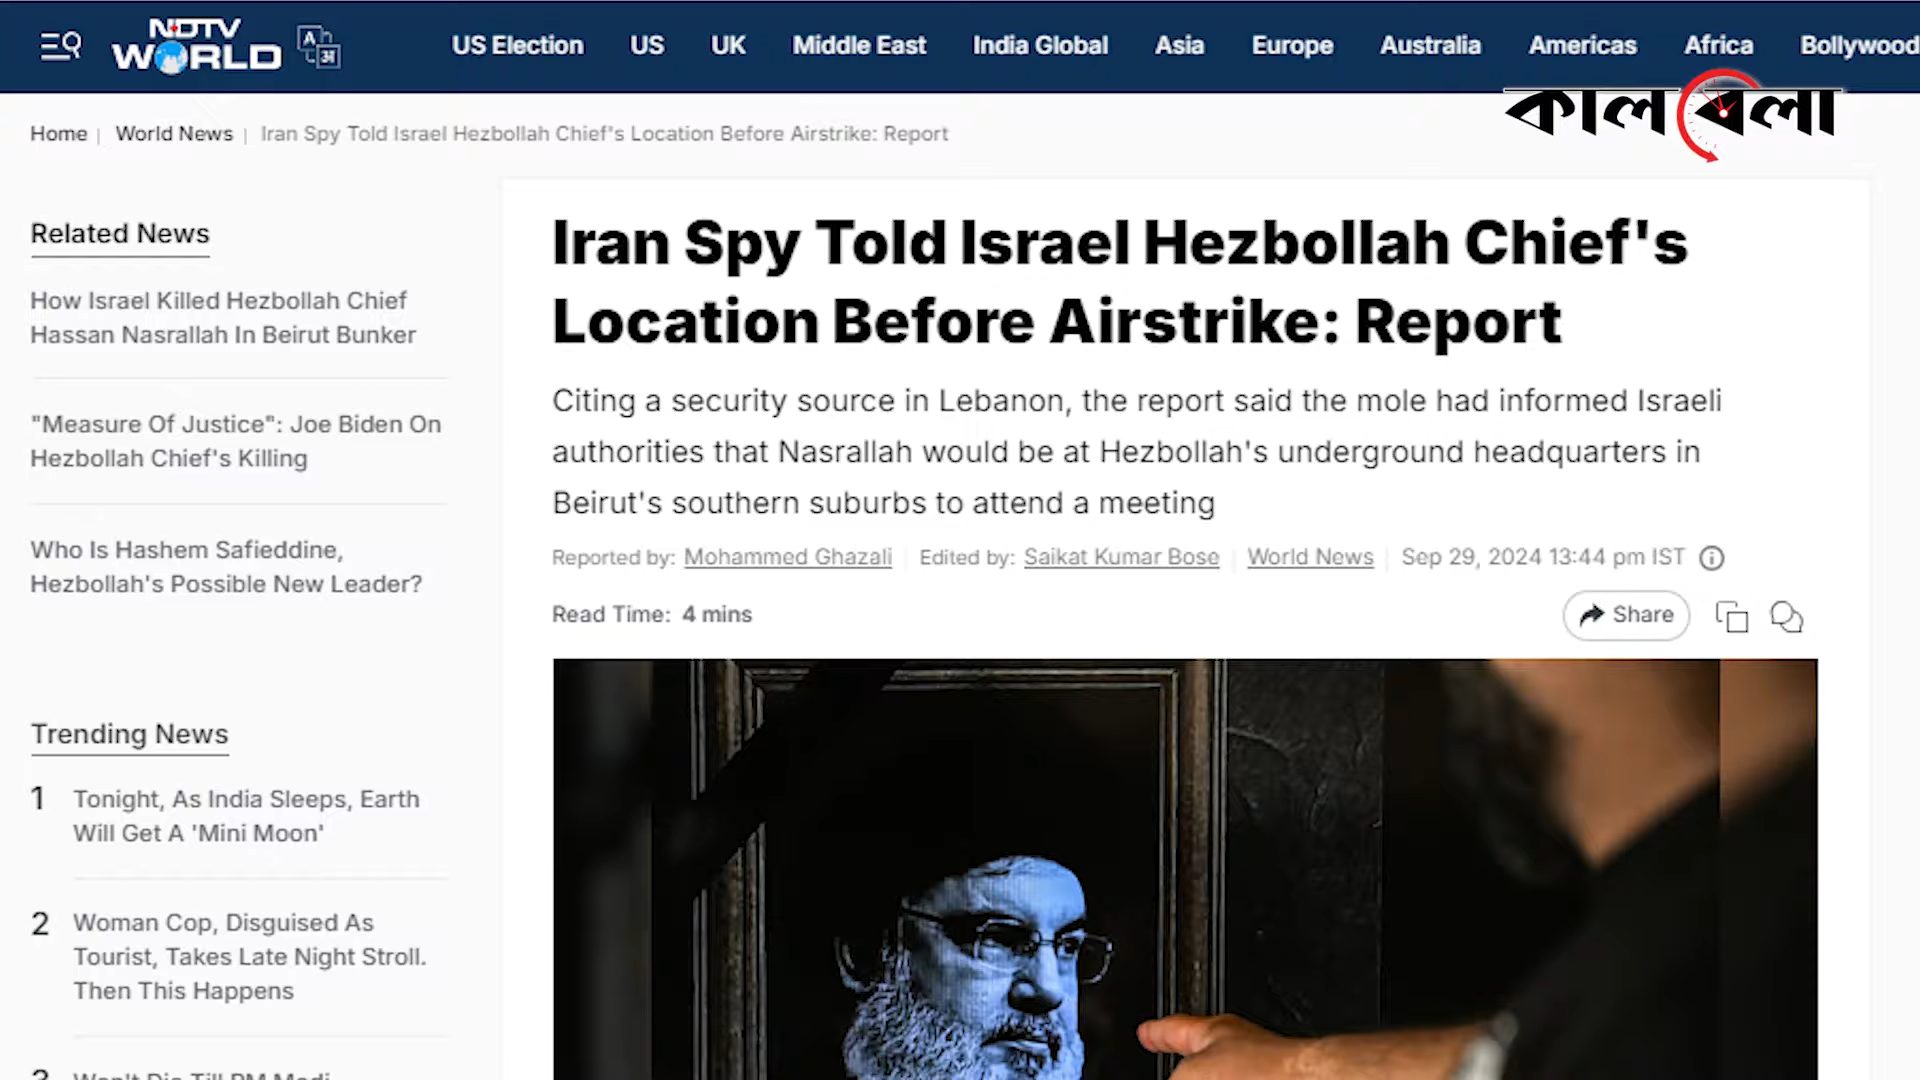 NDTV
WORLD
US Election US UK Middle East India Global Asia Europe Australia Americas Africa Bollywood
কালবেলা
Home | World News | Iran Spy Told Israel Hezbollah Chief's Location Before Airstrike: Report
Related News
How Israel Killed Hezbollah Chief
Hassan Nasrallah In Beirut Bunker
"Measure Of Justice": Joe Biden On
Hezbollah Chief's Killing
Who Is Hashem Safieddine,
Hezbollah's Possible New Leader?
Trending News
1 Tonight, As India Sleeps, Earth
Will Get A 'Mini Moon'
2 Woman Cop, Disguised As
Tourist, Takes Late Night Stroll.
Then This Happens
3 Won't Die Till PM Modi
Iran Spy Told Israel Hezbollah Chief's
Location Before Airstrike: Report
Citing a security source in Lebanon, the report said the mole had informed Israeli
authorities that Nasrallah would be at Hezbollah's underground headquarters in
Beirut's southern suburbs to attend a meeting
Reported by: Mohammed Ghazali Edited by: Saikat Kumar Bose World News Sep 29, 2024 13:44 pm IST
Read Time: 4 mins
Share